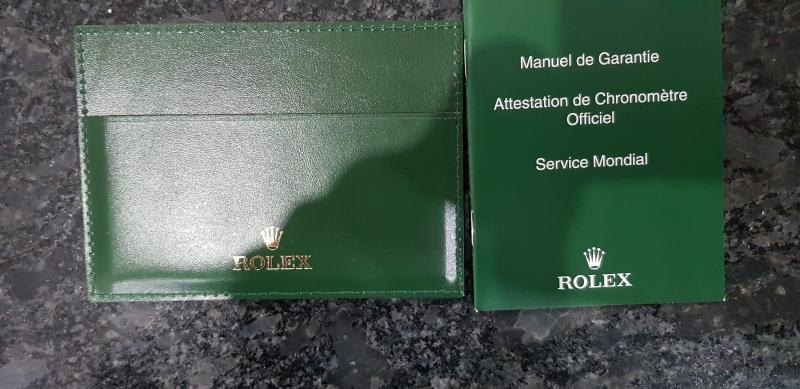 ROLEX
Manuel de Garantie
Attestation de Chronomètre
Officiel
Service Mondial
ROLEX